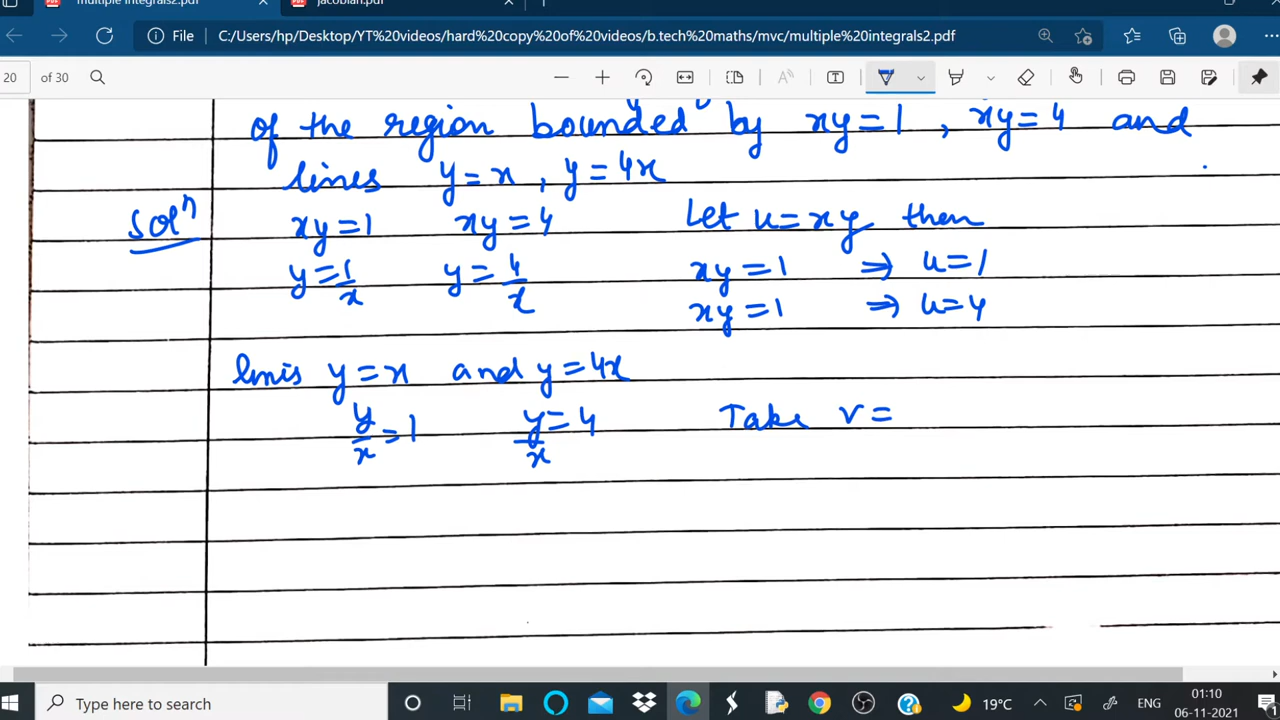 multiple integrals2.pdf jacobian.pdf
File C:/Users/hp/Desktop/YT%20videos/hard%20copy%20of%20videos/b.tech%20maths/mvc/multiple%20integrals2.pdf
20 of 30
of the region bounded by xy=1 , xy=4 and
lines y=x , y=4x
Solⁿ xy=1 xy=4 Let u=xy then
y=1/x y=4/x xy=1 ⇒ u=1
xy=1 ⇒ u=4
linis y=x and y=4x
y/x=1 y/x=4 Take v=
Type here to search 19°C ENG 01:10
06-11-2021